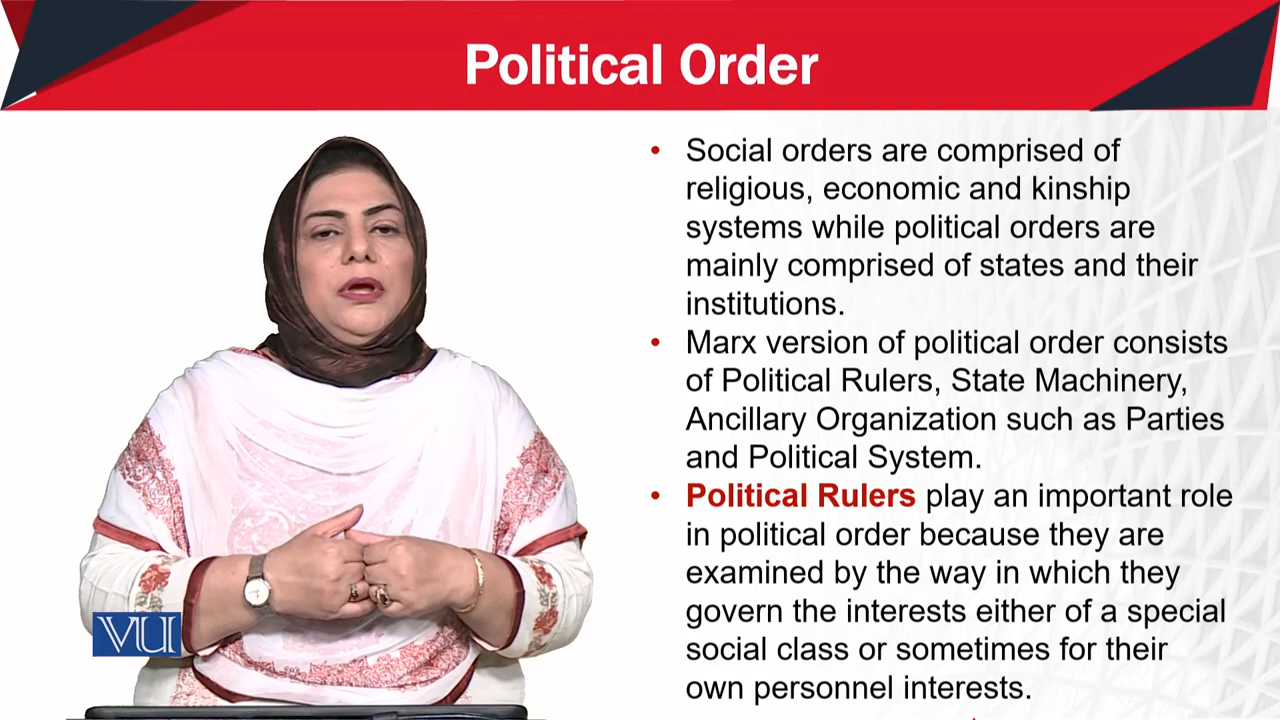 Political Order
• Social orders are comprised of
religious, economic and kinship
systems while political orders are
mainly comprised of states and their
institutions.
• Marx version of political order consists
of Political Rulers, State Machinery,
Ancillary Organization such as Parties
and Political System.
• Political Rulers play an important role
in political order because they are
examined by the way in which they
govern the interests either of a special
social class or sometimes for their
own personnel interests.
VU